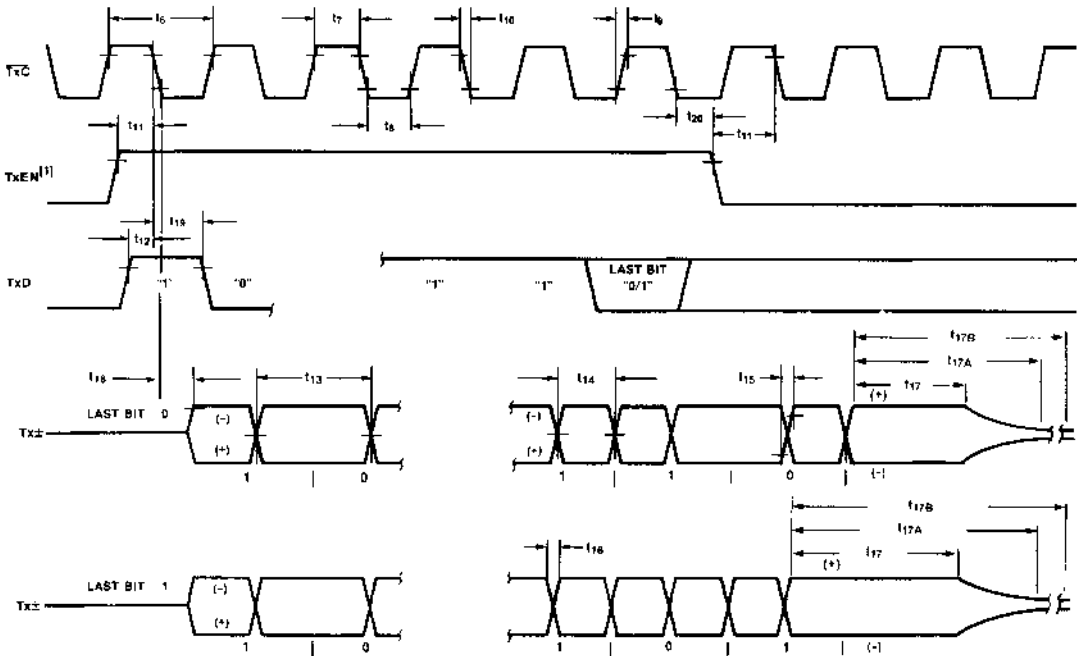 t6 t7 t10 t9
TxC
t11 t8 t20 t11
TxEN[1]
t19
t12
TxD "1" "0" "1" "1" LAST BIT "0/1"
t17B
t17A
t18 t13 t14 t15 t17
(+)
LAST BIT 0 (-) (-)
Tx±
(+) (+)
1 | 0 1 | 1 | 0 | (-)
t17B
t17A
t16 t17
(+)
LAST BIT 1 (-)
Tx±
(+)
1 | 0 1 | 0 | 1 | (-)